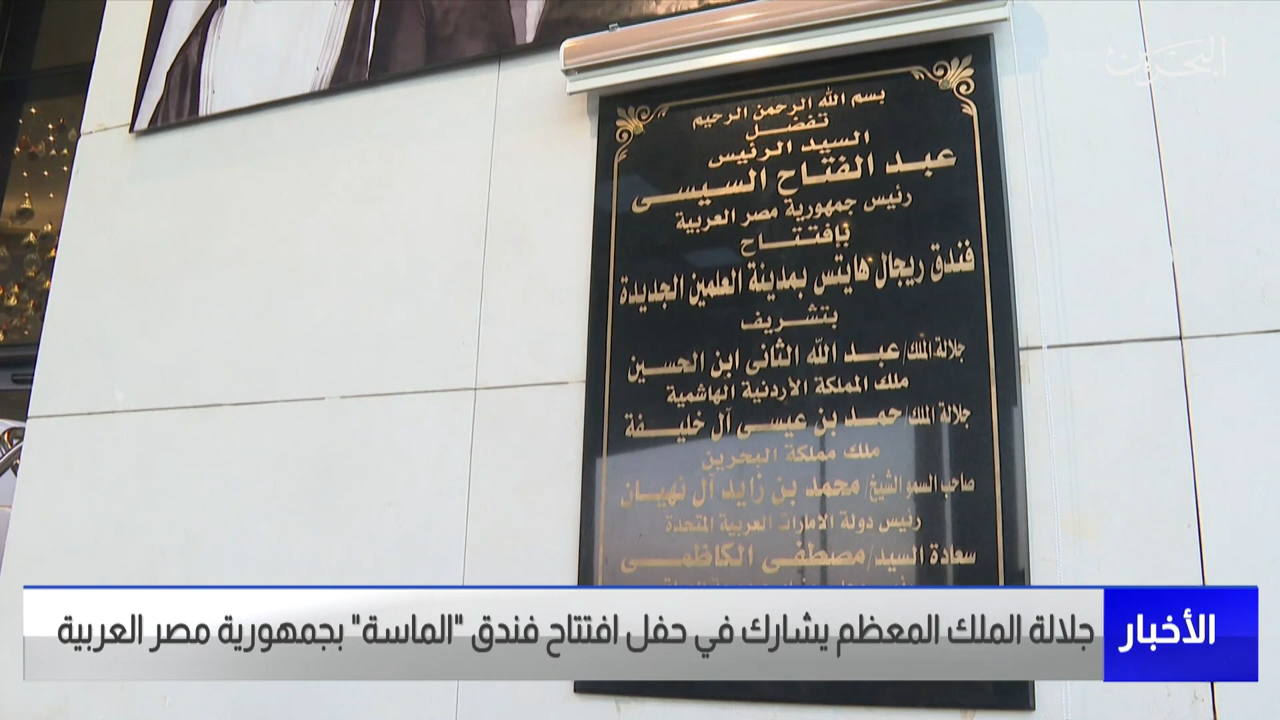 البحرين
بسم الله الرحمن الرحيم
تفضل
السيد الرئيس
عبد الفتاح السيسى
رئيس جمهورية مصر العربية
بإفتتاح
فندق ريجال هايتس بمدينة العلمين الجديدة
بتشريف
جلالة الملك/ عبد الله الثانى ابن الحسين
ملك المملكة الأردنية الهاشمية
جلالة الملك/ حمد بن عيسى آل خليفة
ملك مملكة البحرين
صاحب السمو الشيخ/ محمد بن زايد آل نهيان
رئيس دولة الامارات العربية المتحدة
سعادة السيد/ مصطفى الكاظمى
الأخبار
جلالة الملك المعظم يشارك في حفل افتتاح فندق "الماسة" بجمهورية مصر العربية